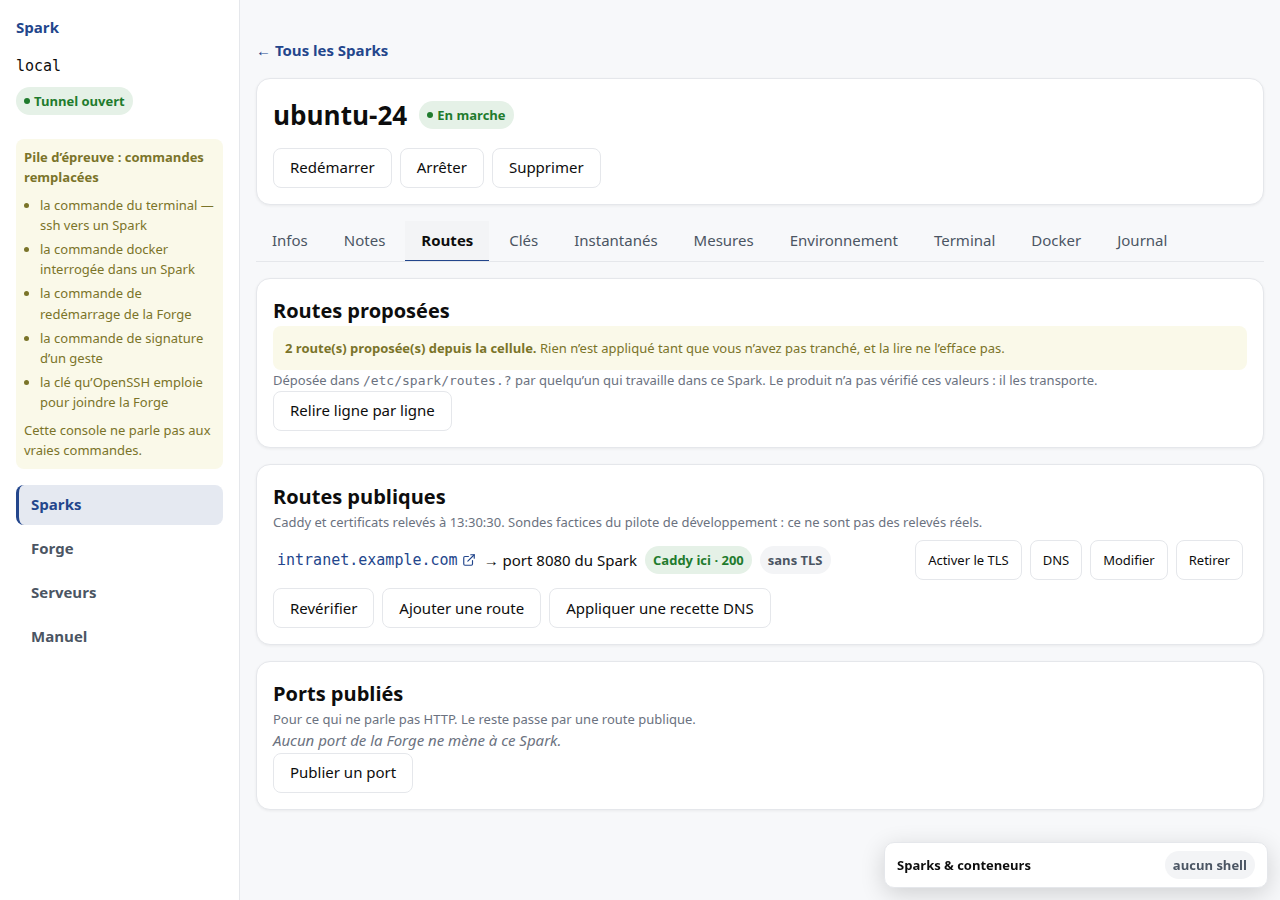 Spark
local
Tunnel ouvert
Pile d’épreuve : commandes
remplacées
la commande du terminal —
ssh vers un Spark
la commande docker
interrogée dans un Spark
la commande de
redémarrage de la Forge
la commande de signature
d’un geste
la clé qu’OpenSSH emploie
pour joindre la Forge
Cette console ne parle pas aux
vraies commandes.
Sparks
Forge
Serveurs
Manuel
← Tous les Sparks
ubuntu-24 En marche
Redémarrer Arrêter Supprimer
Infos Notes Routes Clés Instantanés Mesures Environnement Terminal Docker Journal
Routes proposées
2 route(s) proposée(s) depuis la cellule. Rien n’est appliqué tant que vous n’avez pas tranché, et la lire ne l’efface pas.
Déposée dans /etc/spark/routes.? par quelqu’un qui travaille dans ce Spark. Le produit n’a pas vérifié ces valeurs : il les transporte.
Relire ligne par ligne
Routes publiques
Caddy et certificats relevés à 13:30:30. Sondes factices du pilote de développement : ce ne sont pas des relevés réels.
intranet.example.com → port 8080 du Spark Caddy ici · 200 sans TLS Activer le TLS DNS Modifier Retirer
Revérifier Ajouter une route Appliquer une recette DNS
Ports publiés
Pour ce qui ne parle pas HTTP. Le reste passe par une route publique.
Aucun port de la Forge ne mène à ce Spark.
Publier un port
Sparks & conteneurs aucun shell